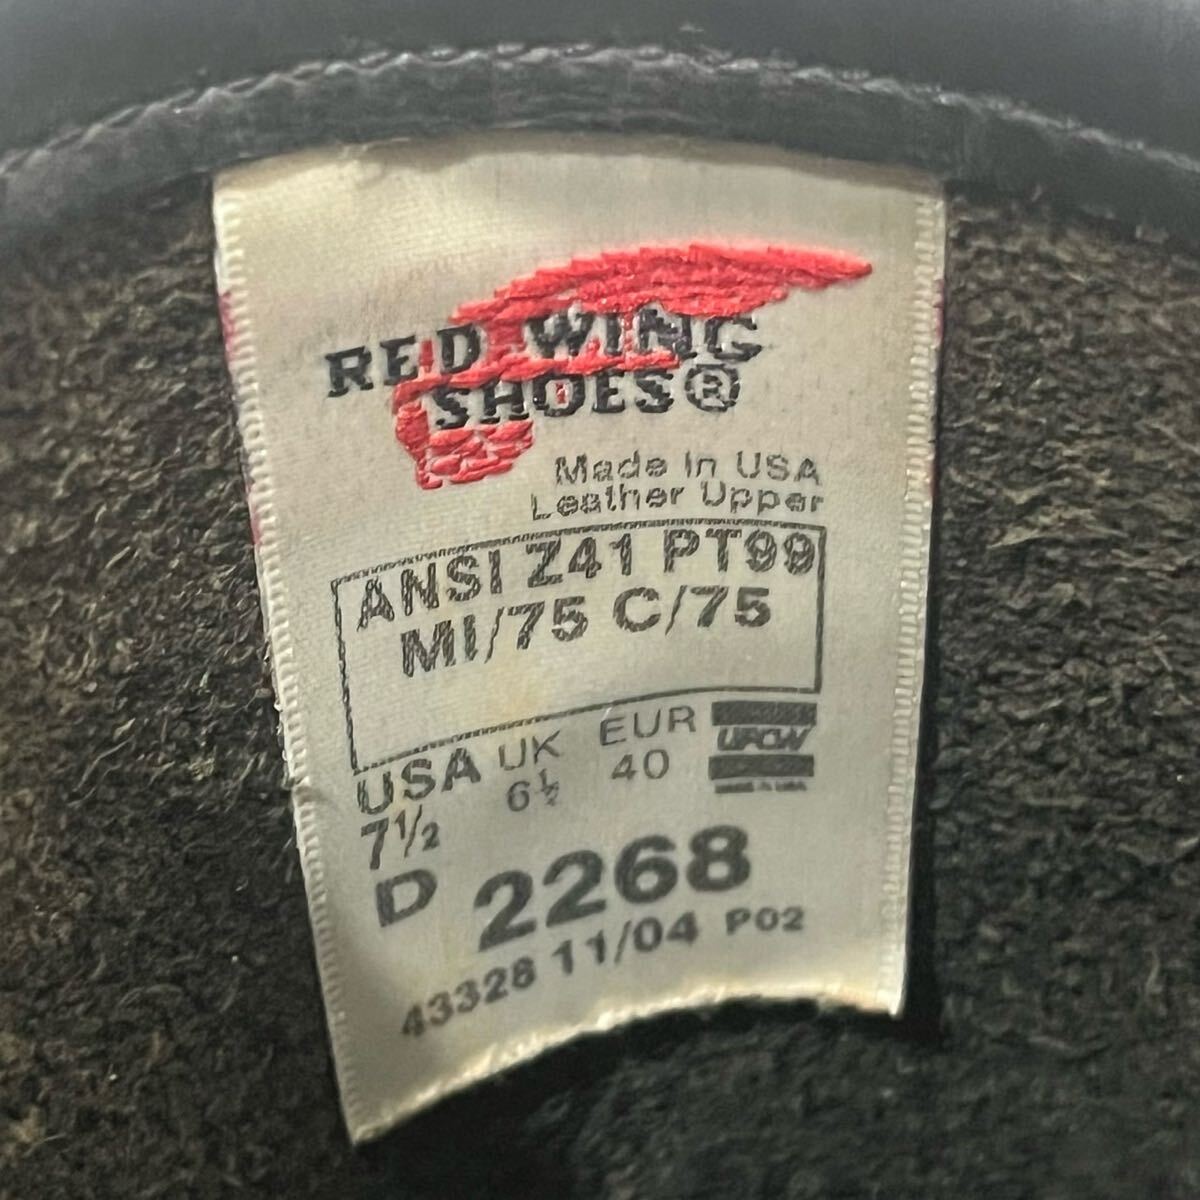 RED WING
SHOES®
Made in USA
Leather Upper
ANSI Z41 PT99
MI/75 C/75
USA UK EUR
7½ 6½ 40
UFCW
D 2268
43328 11/04 P02